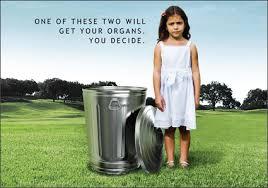 ONE OF THESE TWO WILL
GET YOUR ORGANS.
YOU DECIDE.